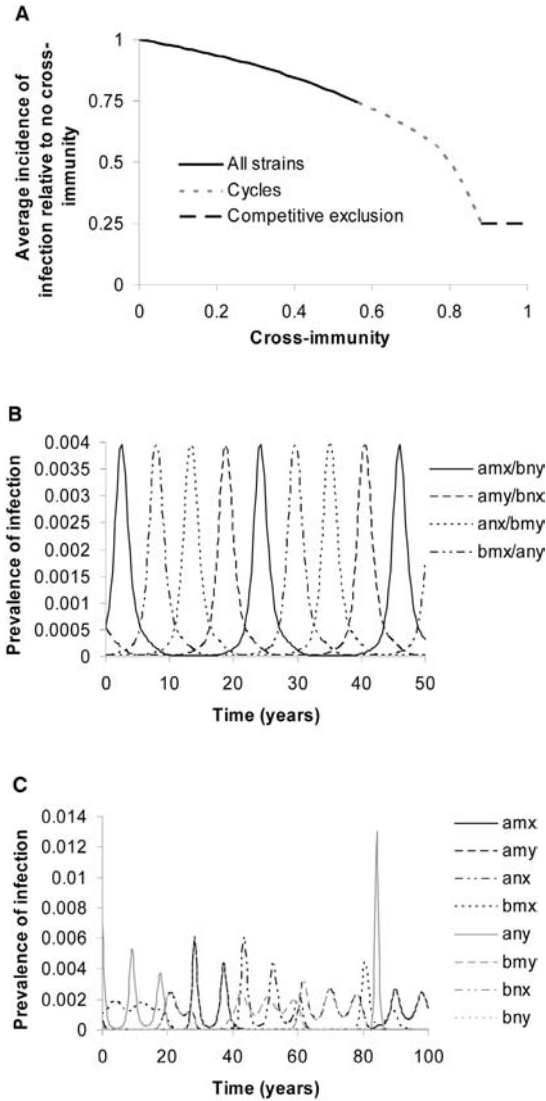 A
Average incidence of
infection relative to no cross-
immunity
1
0.75
0.5
0.25
0
All strains
Cycles
Competitive exclusion
0 0.2 0.4 0.6 0.8 1
Cross-immunity
B
Prevalence of infection
0.004
0.0035
0.003
0.0025
0.002
0.0015
0.001
0.0005
0
amx/bny
amy/bnx
anx/bmy
bmx/any
0 10 20 30 40 50
Time (years)
C
Prevalence of infection
0.014
0.012
0.01
0.008
0.006
0.004
0.002
0
amx
amy
anx
bmx
any
bmy
bnx
bny
0 20 40 60 80 100
Time (years)